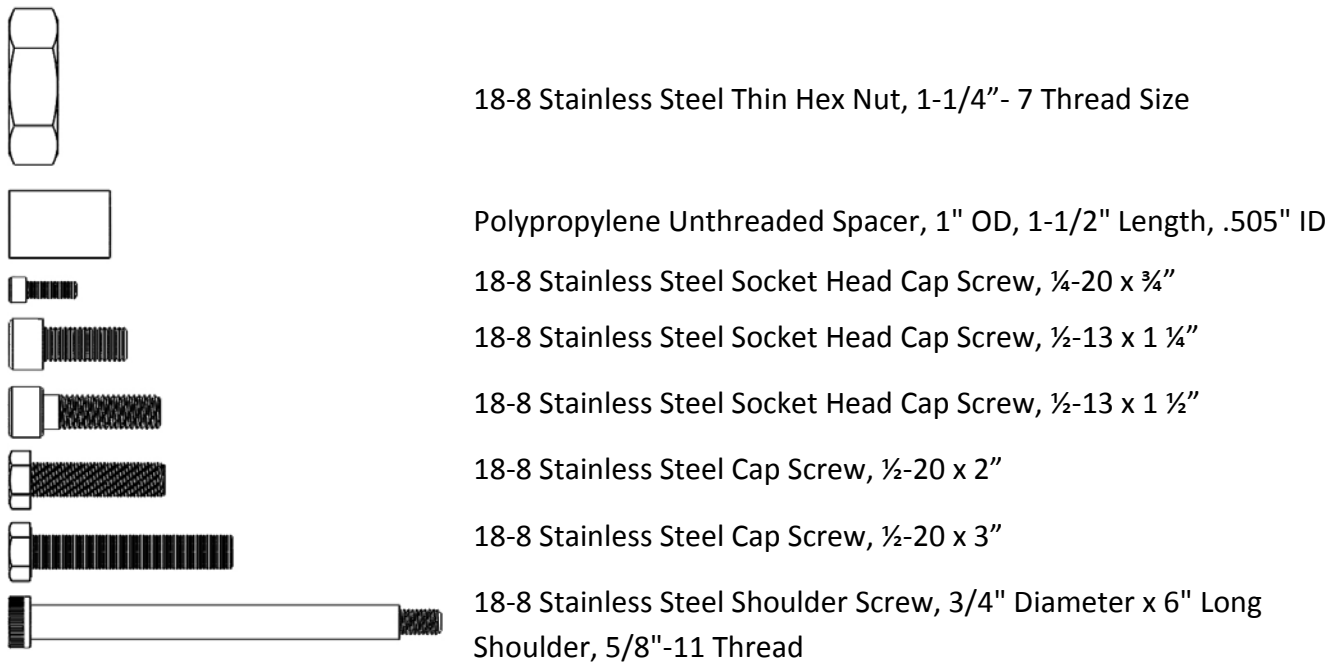 18-8 Stainless Steel Thin Hex Nut, 1-1/4”- 7 Thread Size
Polypropylene Unthreaded Spacer, 1" OD, 1-1/2" Length, .505" ID
18-8 Stainless Steel Socket Head Cap Screw, ¼-20 x ¾”
18-8 Stainless Steel Socket Head Cap Screw, ½-13 x 1 ¼”
18-8 Stainless Steel Socket Head Cap Screw, ½-13 x 1 ½”
18-8 Stainless Steel Cap Screw, ½-20 x 2”
18-8 Stainless Steel Cap Screw, ½-20 x 3”
18-8 Stainless Steel Shoulder Screw, 3/4" Diameter x 6" Long
Shoulder, 5/8"-11 Thread